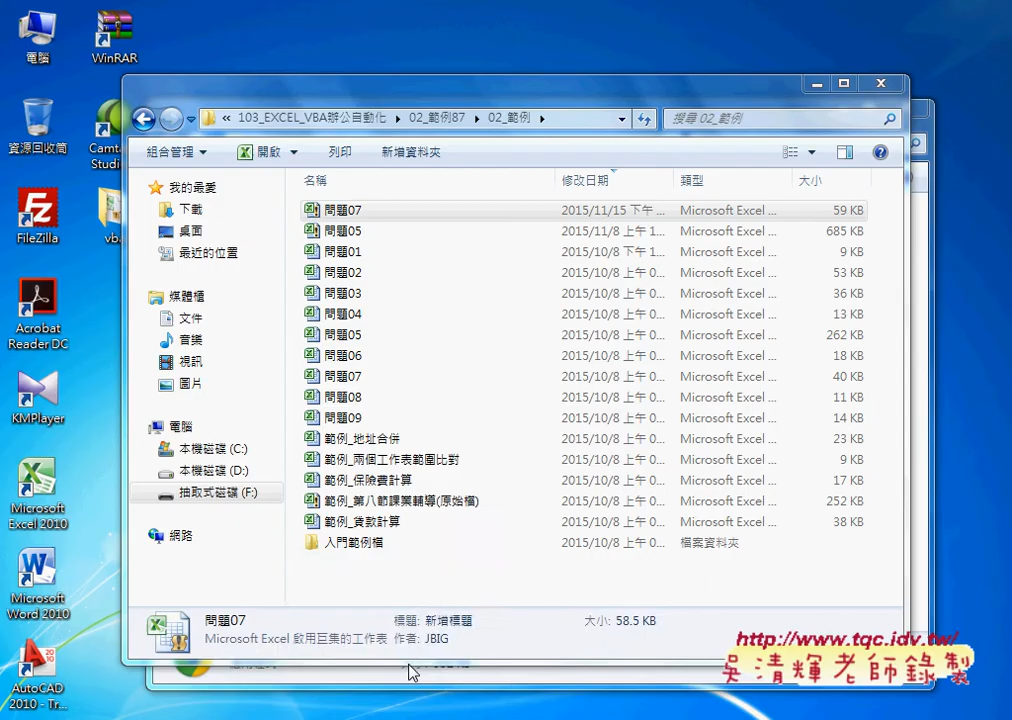 電腦
WinRAR
資源回收筒
Camta
Studi
FileZilla
vb.
Acrobat
Reader DC
KMPlayer
Microsoft
Excel 2010
Microsoft
Word 2010
AutoCAD
2010 - Tr...
« 103_EXCEL_VBA辦公自動化 ▸ 02_範例87 ▸ 02_範例 ▸
搜尋 02_範例
組合管理 開啟 列印 新增資料夾
我的最愛
下載
桌面
最近的位置
媒體櫃
文件
音樂
視訊
圖片
電腦
本機磁碟 (C:)
本機磁碟 (D:)
抽取式磁碟 (F:)
網路
名稱 修改日期 類型 大小
問題07 2015/11/15 下午 ... Microsoft Excel ... 59 KB
問題05 2015/11/8 上午 1... Microsoft Excel ... 685 KB
問題01 2015/10/8 下午 1... Microsoft Excel ... 9 KB
問題02 2015/10/8 上午 0... Microsoft Excel ... 53 KB
問題03 2015/10/8 上午 0... Microsoft Excel ... 36 KB
問題04 2015/10/8 上午 0... Microsoft Excel ... 13 KB
問題05 2015/10/8 上午 0... Microsoft Excel ... 262 KB
問題06 2015/10/8 上午 0... Microsoft Excel ... 18 KB
問題07 2015/10/8 上午 0... Microsoft Excel ... 40 KB
問題08 2015/10/8 上午 0... Microsoft Excel ... 11 KB
問題09 2015/10/8 上午 0... Microsoft Excel ... 14 KB
範例_地址合併 2015/10/8 上午 0... Microsoft Excel ... 23 KB
範例_兩個工作表範圍比對 2015/10/8 上午 0... Microsoft Excel ... 9 KB
範例_保險費計算 2015/10/8 上午 0... Microsoft Excel ... 17 KB
範例_第八節課業輔導(原始檔) 2015/10/8 上午 0... Microsoft Excel ... 252 KB
範例_貸款計算 2015/10/8 上午 0... Microsoft Excel ... 38 KB
入門範例檔 2015/10/8 上午 0... 檔案資料夾
問題07 標題: 新增標題 大小: 58.5 KB
Microsoft Excel 啟用巨集的工作表 作者: JBIG
http://www.tqc.idv.tw/
吳清輝老師錄製